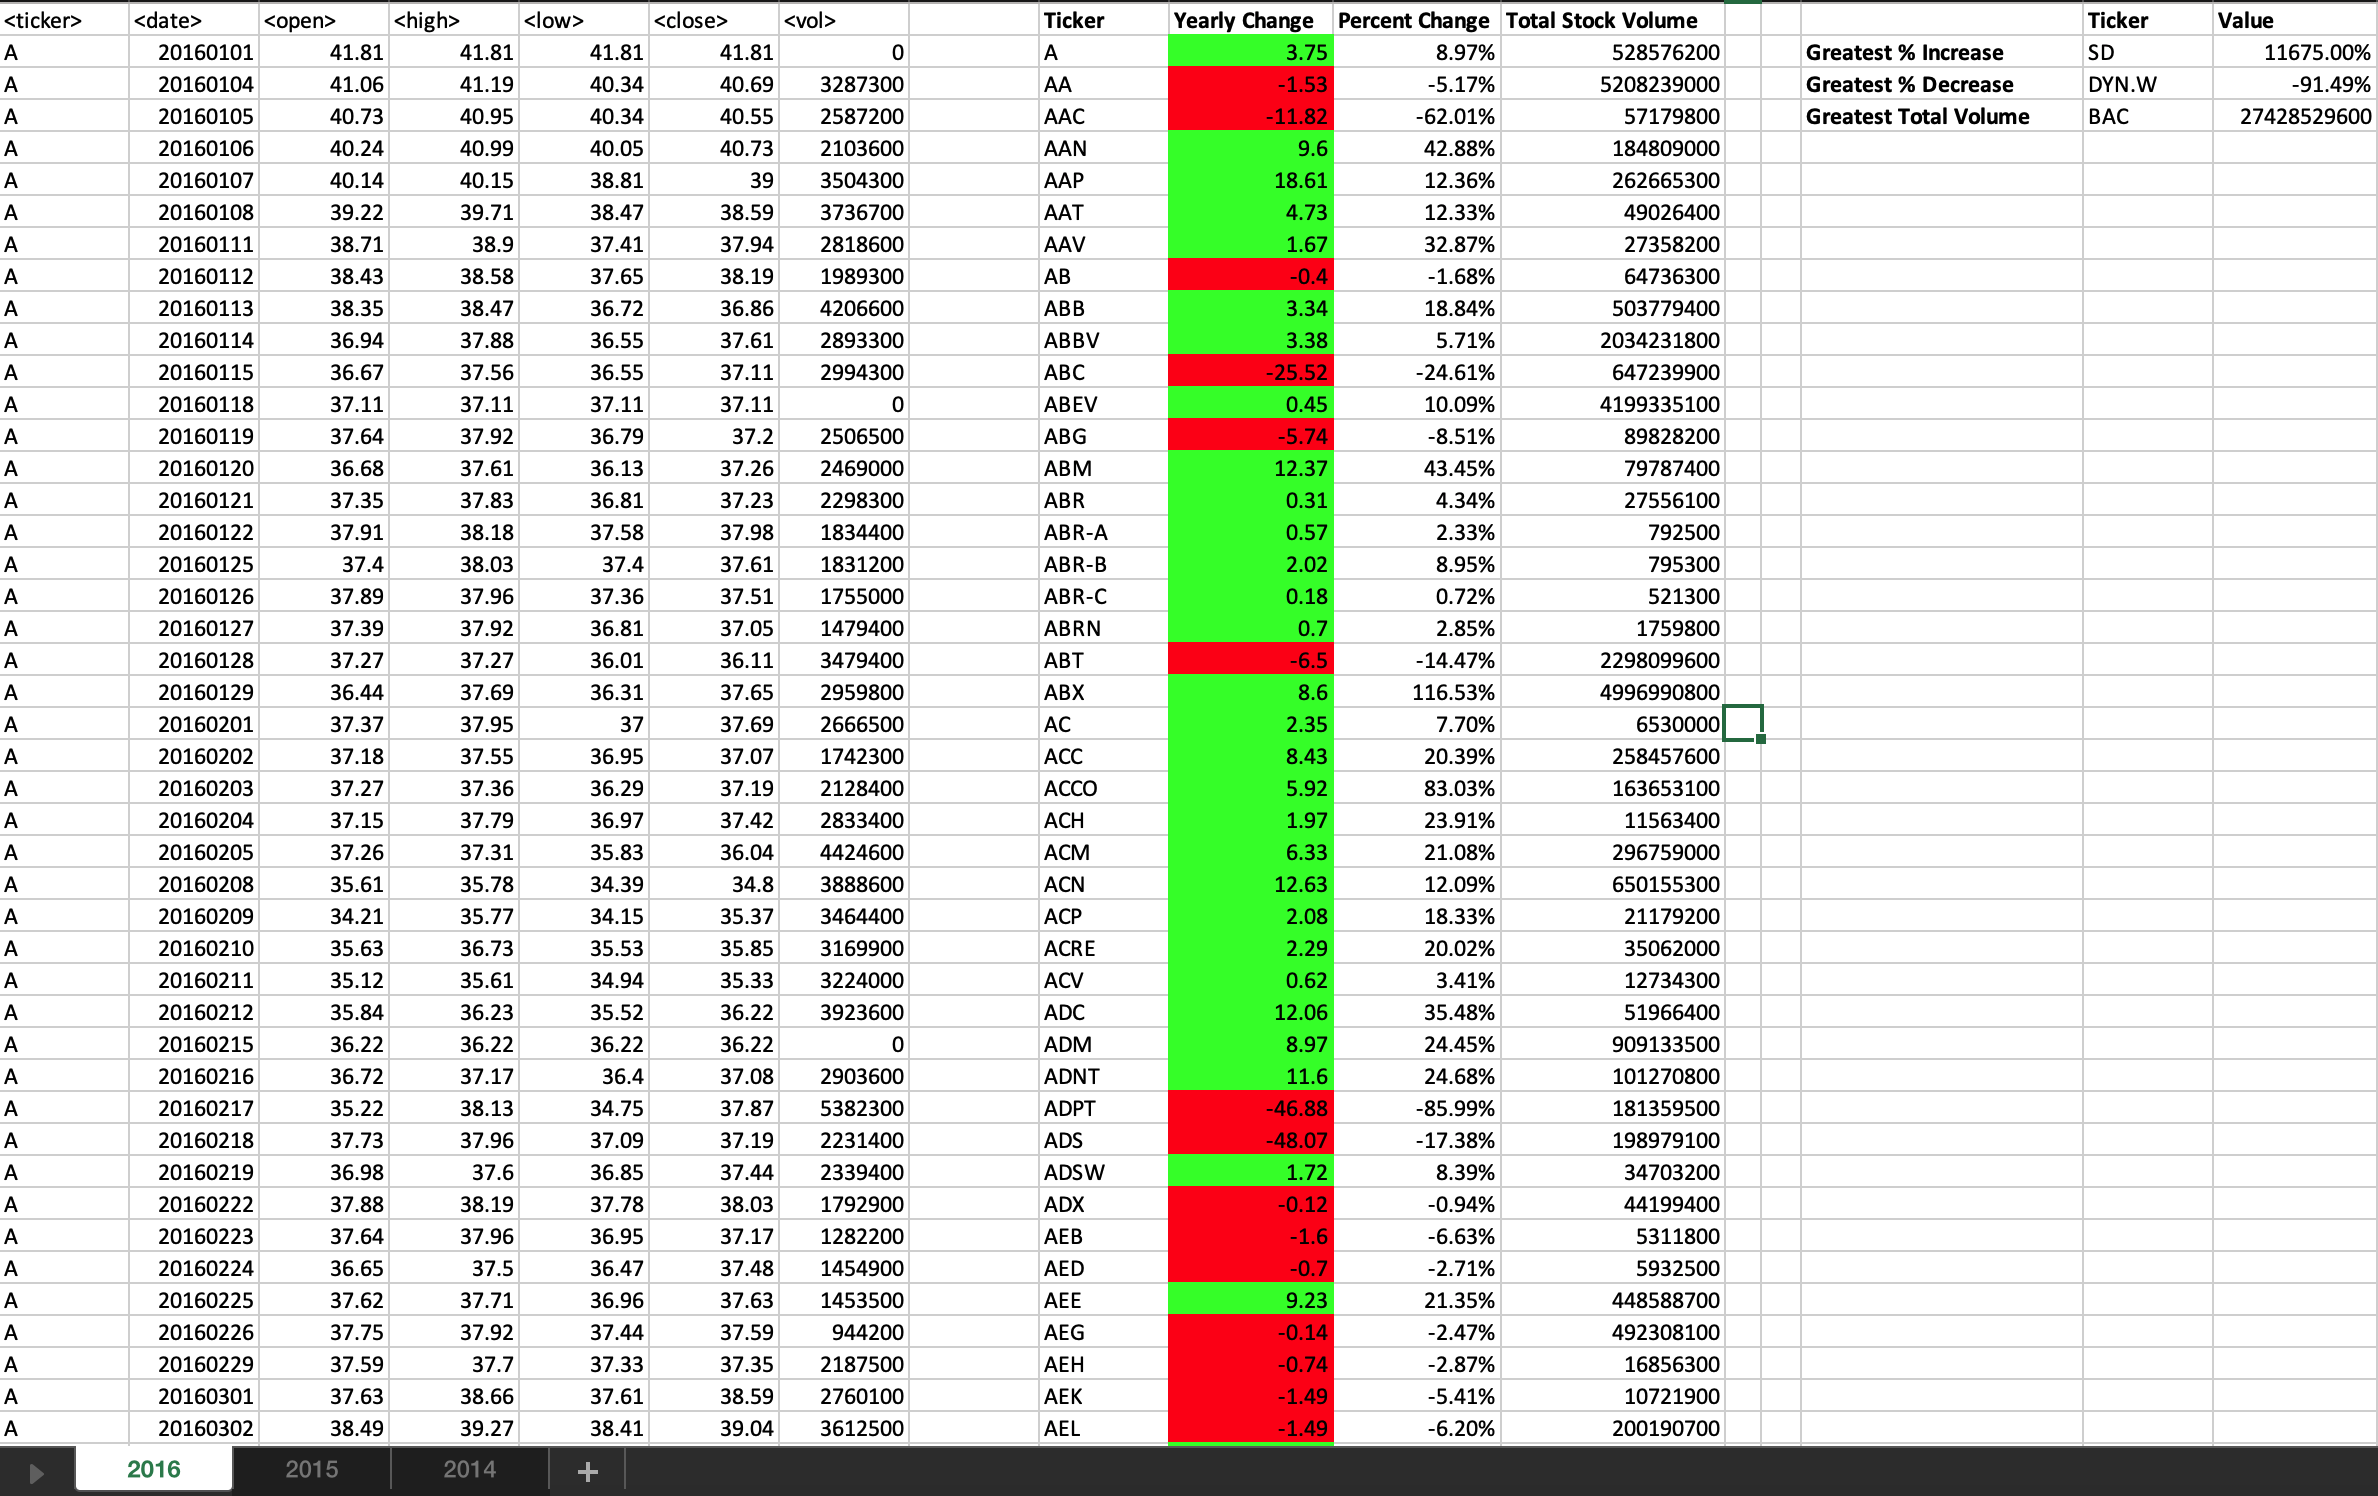 <ticker> <date> <open> <high> <low> <close> <vol> Ticker Yearly Change Percent Change Total Stock Volume Ticker Value
A 20160101 41.81 41.81 41.81 41.81 0 A 3.75 8.97% 528576200 Greatest % Increase SD 11675.00%
A 20160104 41.06 41.19 40.34 40.69 3287300 AA -1.53 -5.17% 5208239000 Greatest % Decrease DYN.W -91.49%
A 20160105 40.73 40.95 40.34 40.55 2587200 AAC -11.82 -62.01% 57179800 Greatest Total Volume BAC 27428529600
A 20160106 40.24 40.99 40.05 40.73 2103600 AAN 9.6 42.88% 184809000
A 20160107 40.14 40.15 38.81 39 3504300 AAP 18.61 12.36% 262665300
A 20160108 39.22 39.71 38.47 38.59 3736700 AAT 4.73 12.33% 49026400
A 20160111 38.71 38.9 37.41 37.94 2818600 AAV 1.67 32.87% 27358200
A 20160112 38.43 38.58 37.65 38.19 1989300 AB -0.4 -1.68% 64736300
A 20160113 38.35 38.47 36.72 36.86 4206600 ABB 3.34 18.84% 503779400
A 20160114 36.94 37.88 36.55 37.61 2893300 ABBV 3.38 5.71% 2034231800
A 20160115 36.67 37.56 36.55 37.11 2994300 ABC -25.52 -24.61% 647239900
A 20160118 37.11 37.11 37.11 37.11 0 ABEV 0.45 10.09% 4199335100
A 20160119 37.64 37.92 36.79 37.2 2506500 ABG -5.74 -8.51% 89828200
A 20160120 36.68 37.61 36.13 37.26 2469000 ABM 12.37 43.45% 79787400
A 20160121 37.35 37.83 36.81 37.23 2298300 ABR 0.31 4.34% 27556100
A 20160122 37.91 38.18 37.58 37.98 1834400 ABR-A 0.57 2.33% 792500
A 20160125 37.4 38.03 37.4 37.61 1831200 ABR-B 2.02 8.95% 795300
A 20160126 37.89 37.96 37.36 37.51 1755000 ABR-C 0.18 0.72% 521300
A 20160127 37.39 37.92 36.81 37.05 1479400 ABRN 0.7 2.85% 1759800
A 20160128 37.27 37.27 36.01 36.11 3479400 ABT -6.5 -14.47% 2298099600
A 20160129 36.44 37.69 36.31 37.65 2959800 ABX 8.6 116.53% 4996990800
A 20160201 37.37 37.95 37 37.69 2666500 AC 2.35 7.70% 6530000
A 20160202 37.18 37.55 36.95 37.07 1742300 ACC 8.43 20.39% 258457600
A 20160203 37.27 37.36 36.29 37.19 2128400 ACCO 5.92 83.03% 163653100
A 20160204 37.15 37.79 36.97 37.42 2833400 ACH 1.97 23.91% 11563400
A 20160205 37.26 37.31 35.83 36.04 4424600 ACM 6.33 21.08% 296759000
A 20160208 35.61 35.78 34.39 34.8 3888600 ACN 12.63 12.09% 650155300
A 20160209 34.21 35.77 34.15 35.37 3464400 ACP 2.08 18.33% 21179200
A 20160210 35.63 36.73 35.53 35.85 3169900 ACRE 2.29 20.02% 35062000
A 20160211 35.12 35.61 34.94 35.33 3224000 ACV 0.62 3.41% 12734300
A 20160212 35.84 36.23 35.52 36.22 3923600 ADC 12.06 35.48% 51966400
A 20160215 36.22 36.22 36.22 36.22 0 ADM 8.97 24.45% 909133500
A 20160216 36.72 37.17 36.4 37.08 2903600 ADNT 11.6 24.68% 101270800
A 20160217 35.22 38.13 34.75 37.87 5382300 ADPT -46.88 -85.99% 181359500
A 20160218 37.73 37.96 37.09 37.19 2231400 ADS -48.07 -17.38% 198979100
A 20160219 36.98 37.6 36.85 37.44 2339400 ADSW 1.72 8.39% 34703200
A 20160222 37.88 38.19 37.78 38.03 1792900 ADX -0.12 -0.94% 44199400
A 20160223 37.64 37.96 36.95 37.17 1282200 AEB -1.6 -6.63% 5311800
A 20160224 36.65 37.5 36.47 37.48 1454900 AED -0.7 -2.71% 5932500
A 20160225 37.62 37.71 36.96 37.63 1453500 AEE 9.23 21.35% 448588700
A 20160226 37.75 37.92 37.44 37.59 944200 AEG -0.14 -2.47% 492308100
A 20160229 37.59 37.7 37.33 37.35 2187500 AEH -0.74 -2.87% 16856300
A 20160301 37.63 38.66 37.61 38.59 2760100 AEK -1.49 -5.41% 10721900
A 20160302 38.49 39.27 38.41 39.04 3612500 AEL -1.49 -6.20% 200190700
2016 2015 2014 +